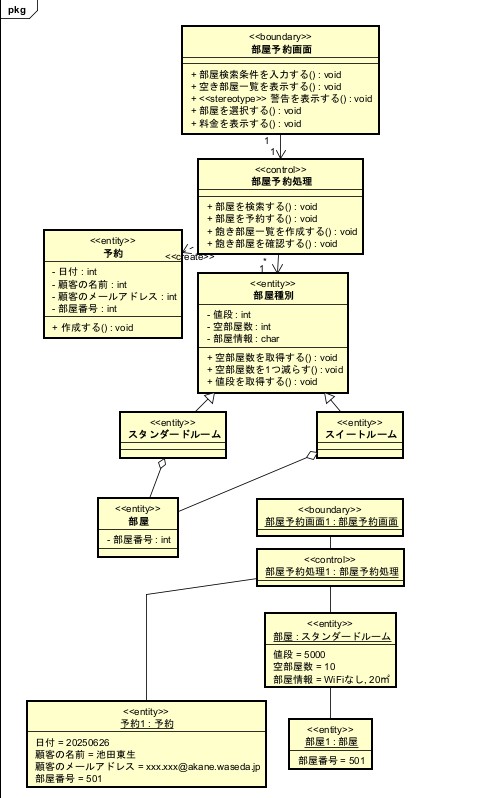 pkg
<<boundary>>
部屋予約画面
+ 部屋検索条件を入力する() : void
+ 空き部屋一覧を表示する() : void
+ <<stereotype>> 警告を表示する() : void
+ 部屋を選択する() : void
+ 料金を表示する() : void
1
1
<<control>>
部屋予約処理
+ 部屋を検索する() : void
+ 部屋を予約する() : void
+ 飽き部屋一覧を作成する() : void
+ 飽き部屋を確認する() : void
<<entity>>
予約
- 日付 : int
- 顧客の名前 : int
- 顧客のメールアドレス : int
- 部屋番号 : int
+ 作成する() : void
<<create>>
*
1
<<entity>>
部屋種別
- 値段 : int
- 空部屋数 : int
- 部屋情報 : char
+ 空部屋数を取得する() : void
+ 空部屋数を1つ減らす() : void
+ 値段を取得する() : void
<<entity>>
スタンダードルーム
<<entity>>
スイートルーム
<<entity>>
部屋
- 部屋番号 : int
<<boundary>>
部屋予約画面1 : 部屋予約画面
<<control>>
部屋予約処理1 : 部屋予約処理
<<entity>>
部屋 : スタンダードルーム
値段 = 5000
空部屋数 = 10
部屋情報 = WiFiなし, 20㎡
<<entity>>
予約1 : 予約
日付 = 20250626
顧客の名前 = 池田東生
顧客のメールアドレス = xxx.xxx@akane.waseda.jp
部屋番号 = 501
<<entity>>
部屋1 : 部屋
部屋番号 = 501